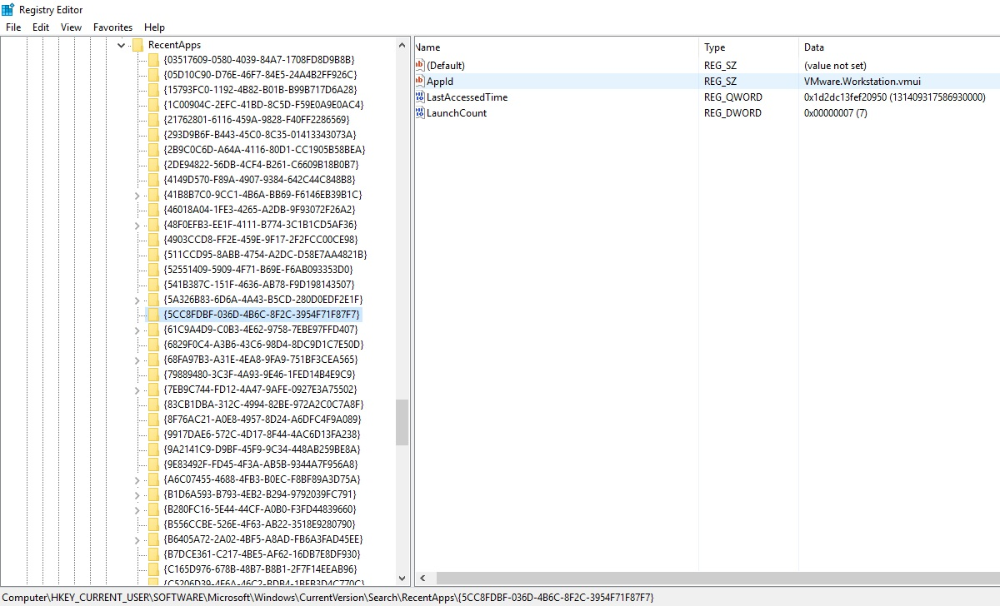 Registry Editor
File Edit View Favorites Help
RecentApps
{03517609-0580-4039-84A7-1708FD8D9B8B}
{05D10C90-D76E-46F7-84E5-24A4B2FF926C}
{15793FC0-1192-4B82-B01B-B99B717D6A28}
{1C00904C-2EFC-41BD-8C5D-F59E0A9E0AC4}
{21762801-6116-459A-9828-F40FF2286569}
{293D9B6F-B443-45C0-8C35-01413343073A}
{2B9C0C6D-A64A-4116-80D1-CC1905B58BEA}
{2DE94822-56DB-4CF4-B261-C6609B18B0B7}
{4149D570-F89A-4907-9384-642C44C848B8}
{41B8B7C0-9CC1-4B6A-BB69-F6146EB39B1C}
{46018A04-1FE3-4265-A2DB-9F93072F26A2}
{48F0EFB3-EE1F-4111-B774-3C1B1CD5AF36}
{4903CCD8-FF2E-459E-9F17-2F2FCC00CE98}
{511CCD95-8ABB-4754-A2DC-D58E7AA4821B}
{52551409-5909-4F71-B69E-F6AB093353D0}
{541B387C-151F-4636-AB78-F9D198143507}
{5A326B83-6D6A-4A43-B5CD-280D0EDF2E1F}
{5CC8FDBF-036D-4B6C-8F2C-3954F71F87F7}
{61C9A4D9-C0B3-4E62-9758-7EBE97FFD407}
{6829F0C4-A3B6-43C6-98D4-8DC9D1C7E50D}
{68FA97B3-A31E-4EA8-9FA9-751BF3CEA565}
{79889480-3C3F-4A93-9E46-1FED14B4E9C9}
{7EB9C744-FD12-4A47-9AFE-0927E3A75502}
{83CB1DBA-312C-4994-82BE-972A2C0C7A8F}
{8F76AC21-A0E8-4957-8D24-A6DFC4F9A089}
{9917DAE6-572C-4D17-8F44-4AC6D13FA238}
{9A2141C9-D9BF-45F9-9C34-448AB259BE8A}
{9E83492F-FD45-4F3A-AB5B-9344A7F956A8}
{A6C07455-4688-4FB3-B0EC-F8BF89A3D75A}
{B1D6A593-B793-4EB2-B294-9792039FC791}
{B280FC16-5E44-44CF-A0B0-F3FD44839660}
{B556CCBE-526E-4F63-AB22-3518E9280790}
{B6405A72-2A02-4BF5-A8AD-FB6A3FAD45EE}
{B7DCE361-C217-4BE5-AF62-16DB7E8DF930}
{C165D976-678B-48B7-B8B1-2F7F14EEAB96}
{C5206D39-4F6A-46C2-BDB4-1BFB3D4C770C}
Name Type Data
(Default) REG_SZ (value not set)
AppId REG_SZ VMware.Workstation.vmui
LastAccessedTime REG_QWORD 0x1d2dc13fef20950 (131409317586930000)
LaunchCount REG_DWORD 0x00000007 (7)
Computer\HKEY_CURRENT_USER\SOFTWARE\Microsoft\Windows\CurrentVersion\Search\RecentApps\{5CC8FDBF-036D-4B6C-8F2C-3954F71F87F7}